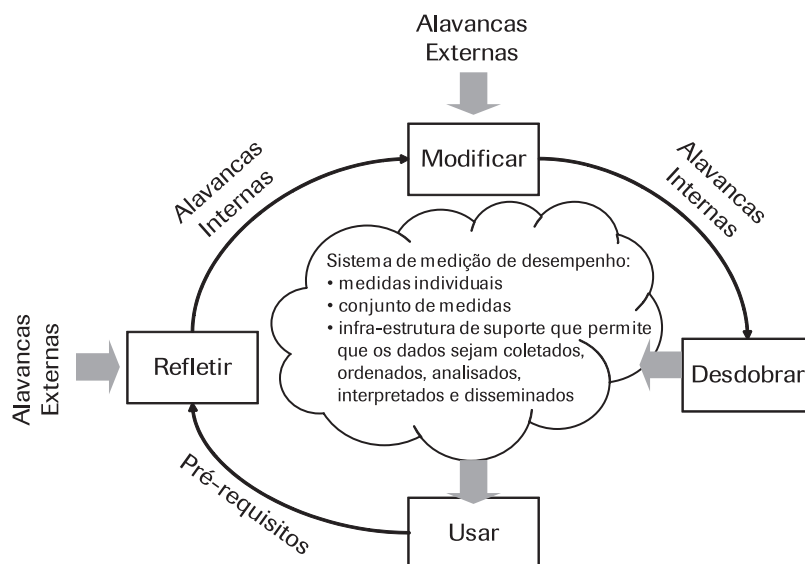 Alavancas
Externas
Modificar
Alavancas
Internas
Alavancas
Internas
Sistema de medição de desempenho:
• medidas individuais
• conjunto de medidas
• infra-estrutura de suporte que permite
que os dados sejam coletados,
ordenados, analisados,
interpretados e disseminados
Alavancas
Externas
Refletir
Desdobrar
Pré-requisitos
Usar